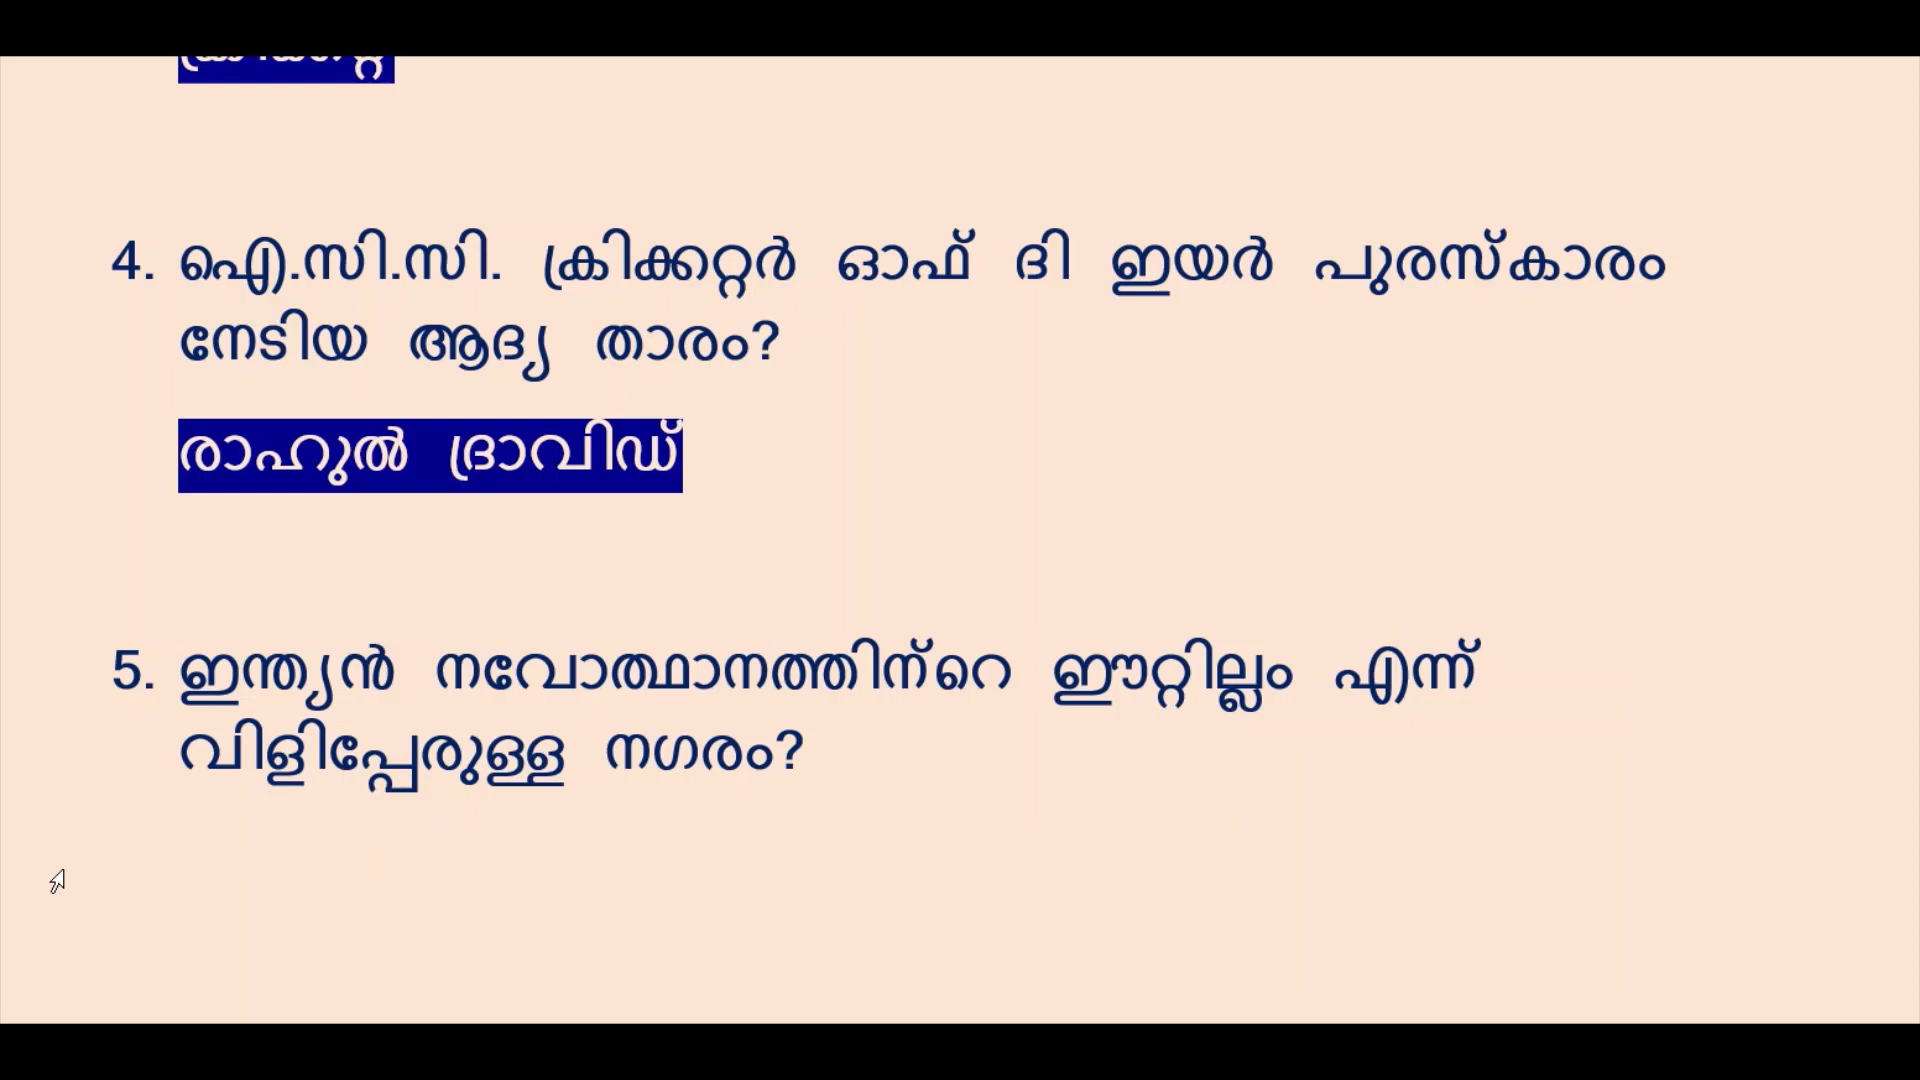 4. ഐ.സി.സി. ക്രിക്കറ്റർ ഓഫ് ദി ഇയർ പുരസ്കാരം
നേടിയ ആദ്യ താരം?
രാഹുൽ ദ്രാവിഡ്
5. ഇന്ത്യൻ നവോത്ഥാനത്തിന്റെ ഈറ്റില്ലം എന്ന്
വിളിപ്പേരുള്ള നഗരം?